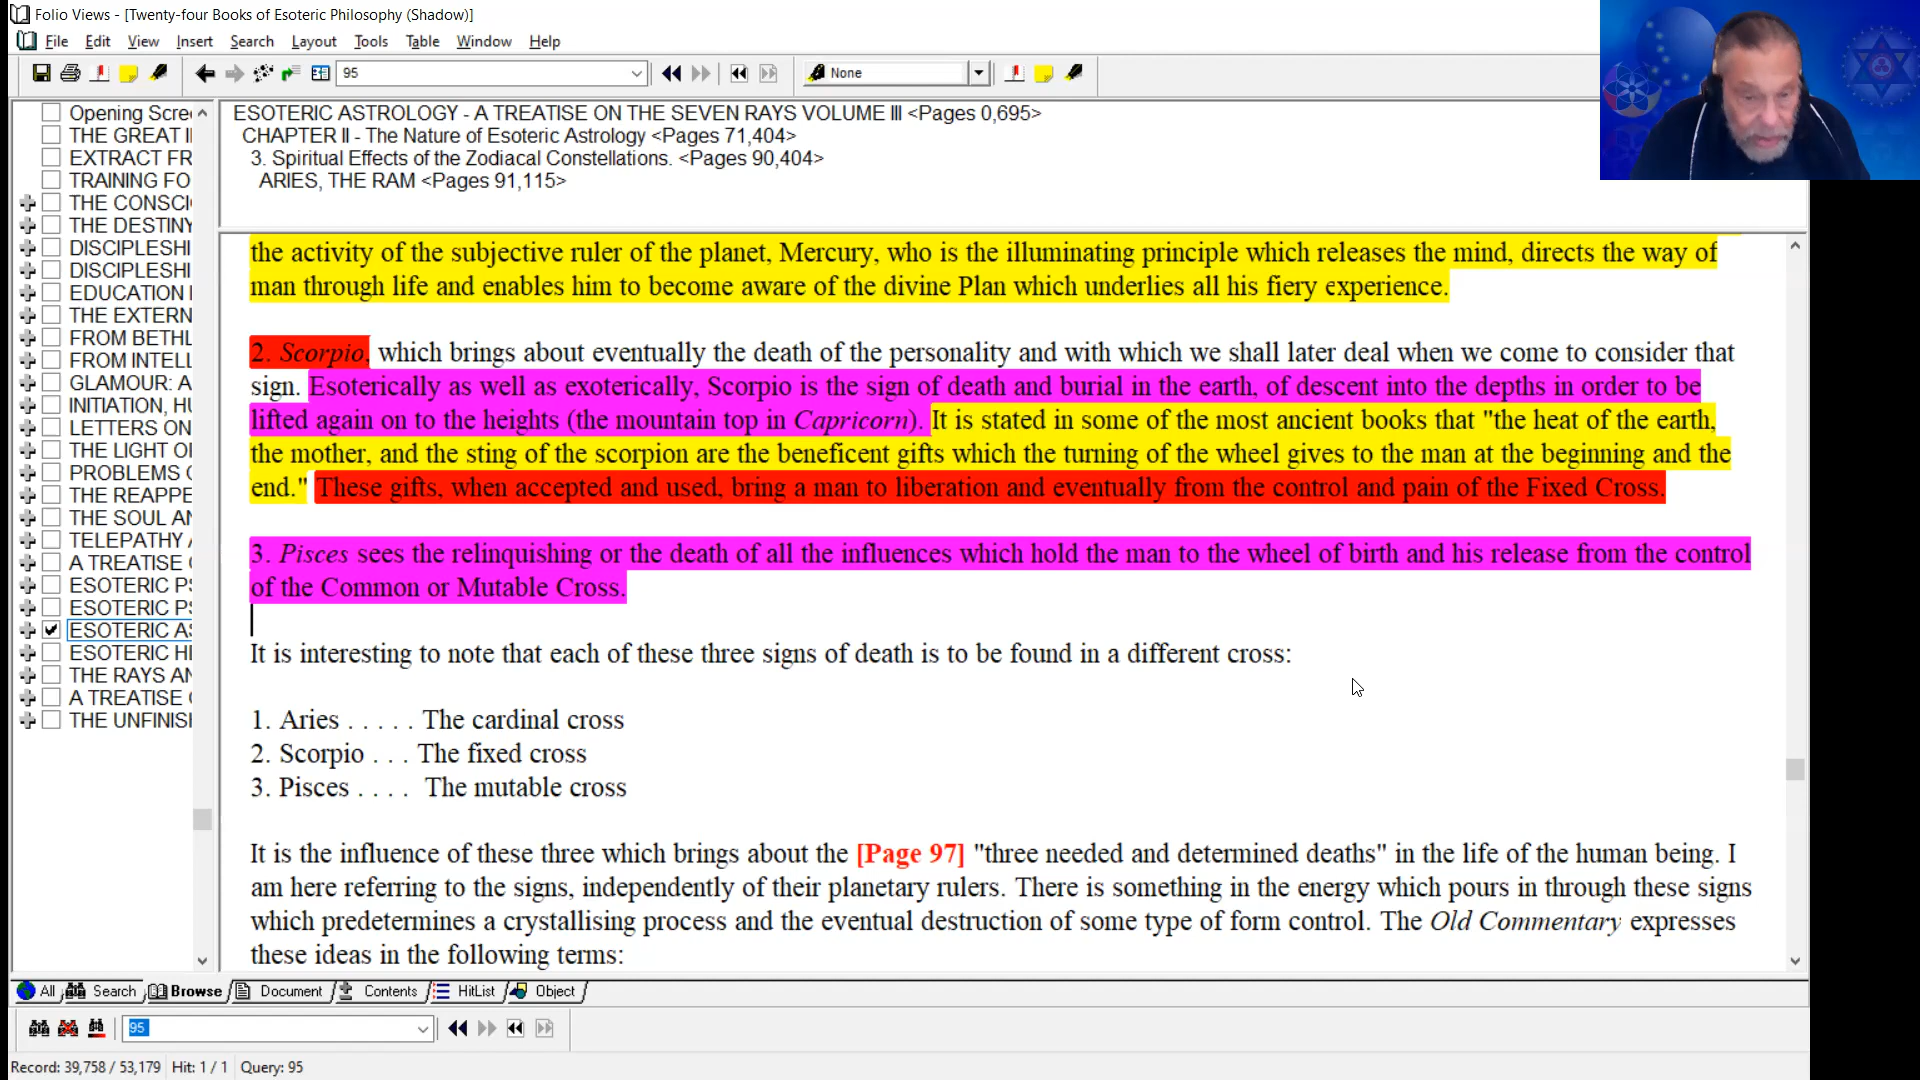 Folio Views - [Twenty-four Books of Esoteric Philosophy (Shadow)]
File Edit View Insert Search Layout Tools Table Window Help
95
None
Opening Scre
THE GREAT I
EXTRACT FR
TRAINING FO
THE CONSCI
THE DESTINY
DISCIPLESHI
DISCIPLESHI
EDUCATION I
THE EXTERN
FROM BETHL
FROM INTELL
GLAMOUR: A
INITIATION, HU
LETTERS ON
THE LIGHT OF
PROBLEMS O
THE REAPPE
THE SOUL AN
TELEPATHY A
A TREATISE
ESOTERIC PS
ESOTERIC PS
ESOTERIC AS
ESOTERIC HE
THE RAYS AN
A TREATISE
THE UNFINISH
ESOTERIC ASTROLOGY - A TREATISE ON THE SEVEN RAYS VOLUME III <Pages 0,695>
CHAPTER II - The Nature of Esoteric Astrology <Pages 71,404>
3. Spiritual Effects of the Zodiacal Constellations. <Pages 90,404>
ARIES, THE RAM <Pages 91,115>
the activity of the subjective ruler of the planet, Mercury, who is the illuminating principle which releases the mind, directs the way of
man through life and enables him to become aware of the divine Plan which underlies all his fiery experience.
2. Scorpio, which brings about eventually the death of the personality and with which we shall later deal when we come to consider that
sign. Esoterically as well as exoterically, Scorpio is the sign of death and burial in the earth, of descent into the depths in order to be
lifted again on to the heights (the mountain top in Capricorn). It is stated in some of the most ancient books that "the heat of the earth,
the mother, and the sting of the scorpion are the beneficent gifts which the turning of the wheel gives to the man at the beginning and the
end." These gifts, when accepted and used, bring a man to liberation and eventually from the control and pain of the Fixed Cross.
3. Pisces sees the relinquishing or the death of all the influences which hold the man to the wheel of birth and his release from the control
of the Common or Mutable Cross.
It is interesting to note that each of these three signs of death is to be found in a different cross:
1. Aries . . . . . The cardinal cross
2. Scorpio . . . The fixed cross
3. Pisces . . . . The mutable cross
It is the influence of these three which brings about the [Page 97] "three needed and determined deaths" in the life of the human being. I
am here referring to the signs, independently of their planetary rulers. There is something in the energy which pours in through these signs
which predetermines a crystallising process and the eventual destruction of some type of form control. The Old Commentary expresses
these ideas in the following terms:
All Search Browse Document Contents HitList Object
95
Record: 39,758 / 53,179 Hit: 1 / 1 Query: 95